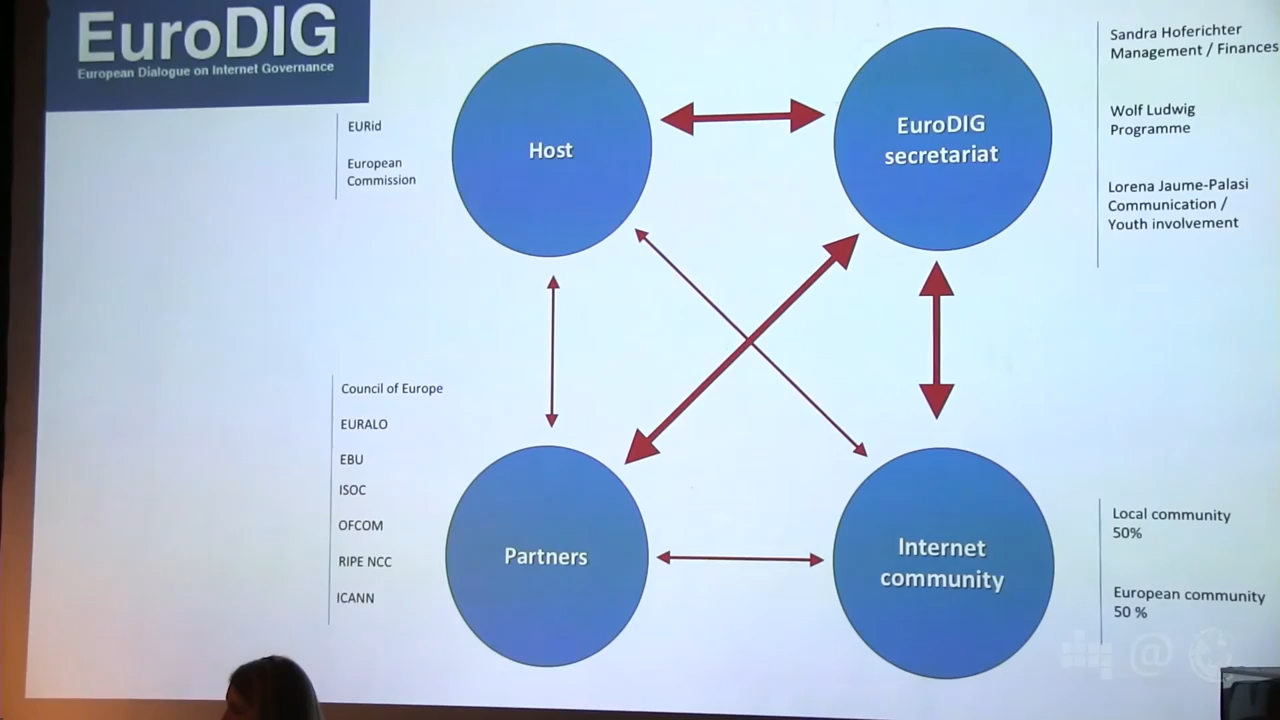 EuroDIG
European Dialogue on Internet Governance
EURid
European
Commission
Host
EuroDIG
secretariat
Sandra Hoferichter
Management / Finances
Wolf Ludwig
Programme
Lorena Jaume-Palasi
Communication /
Youth involvement
Council of Europe
EURALO
EBU
ISOC
OFCOM
RIPE NCC
ICANN
Partners
Internet
community
Local community
50%
European community
50 %